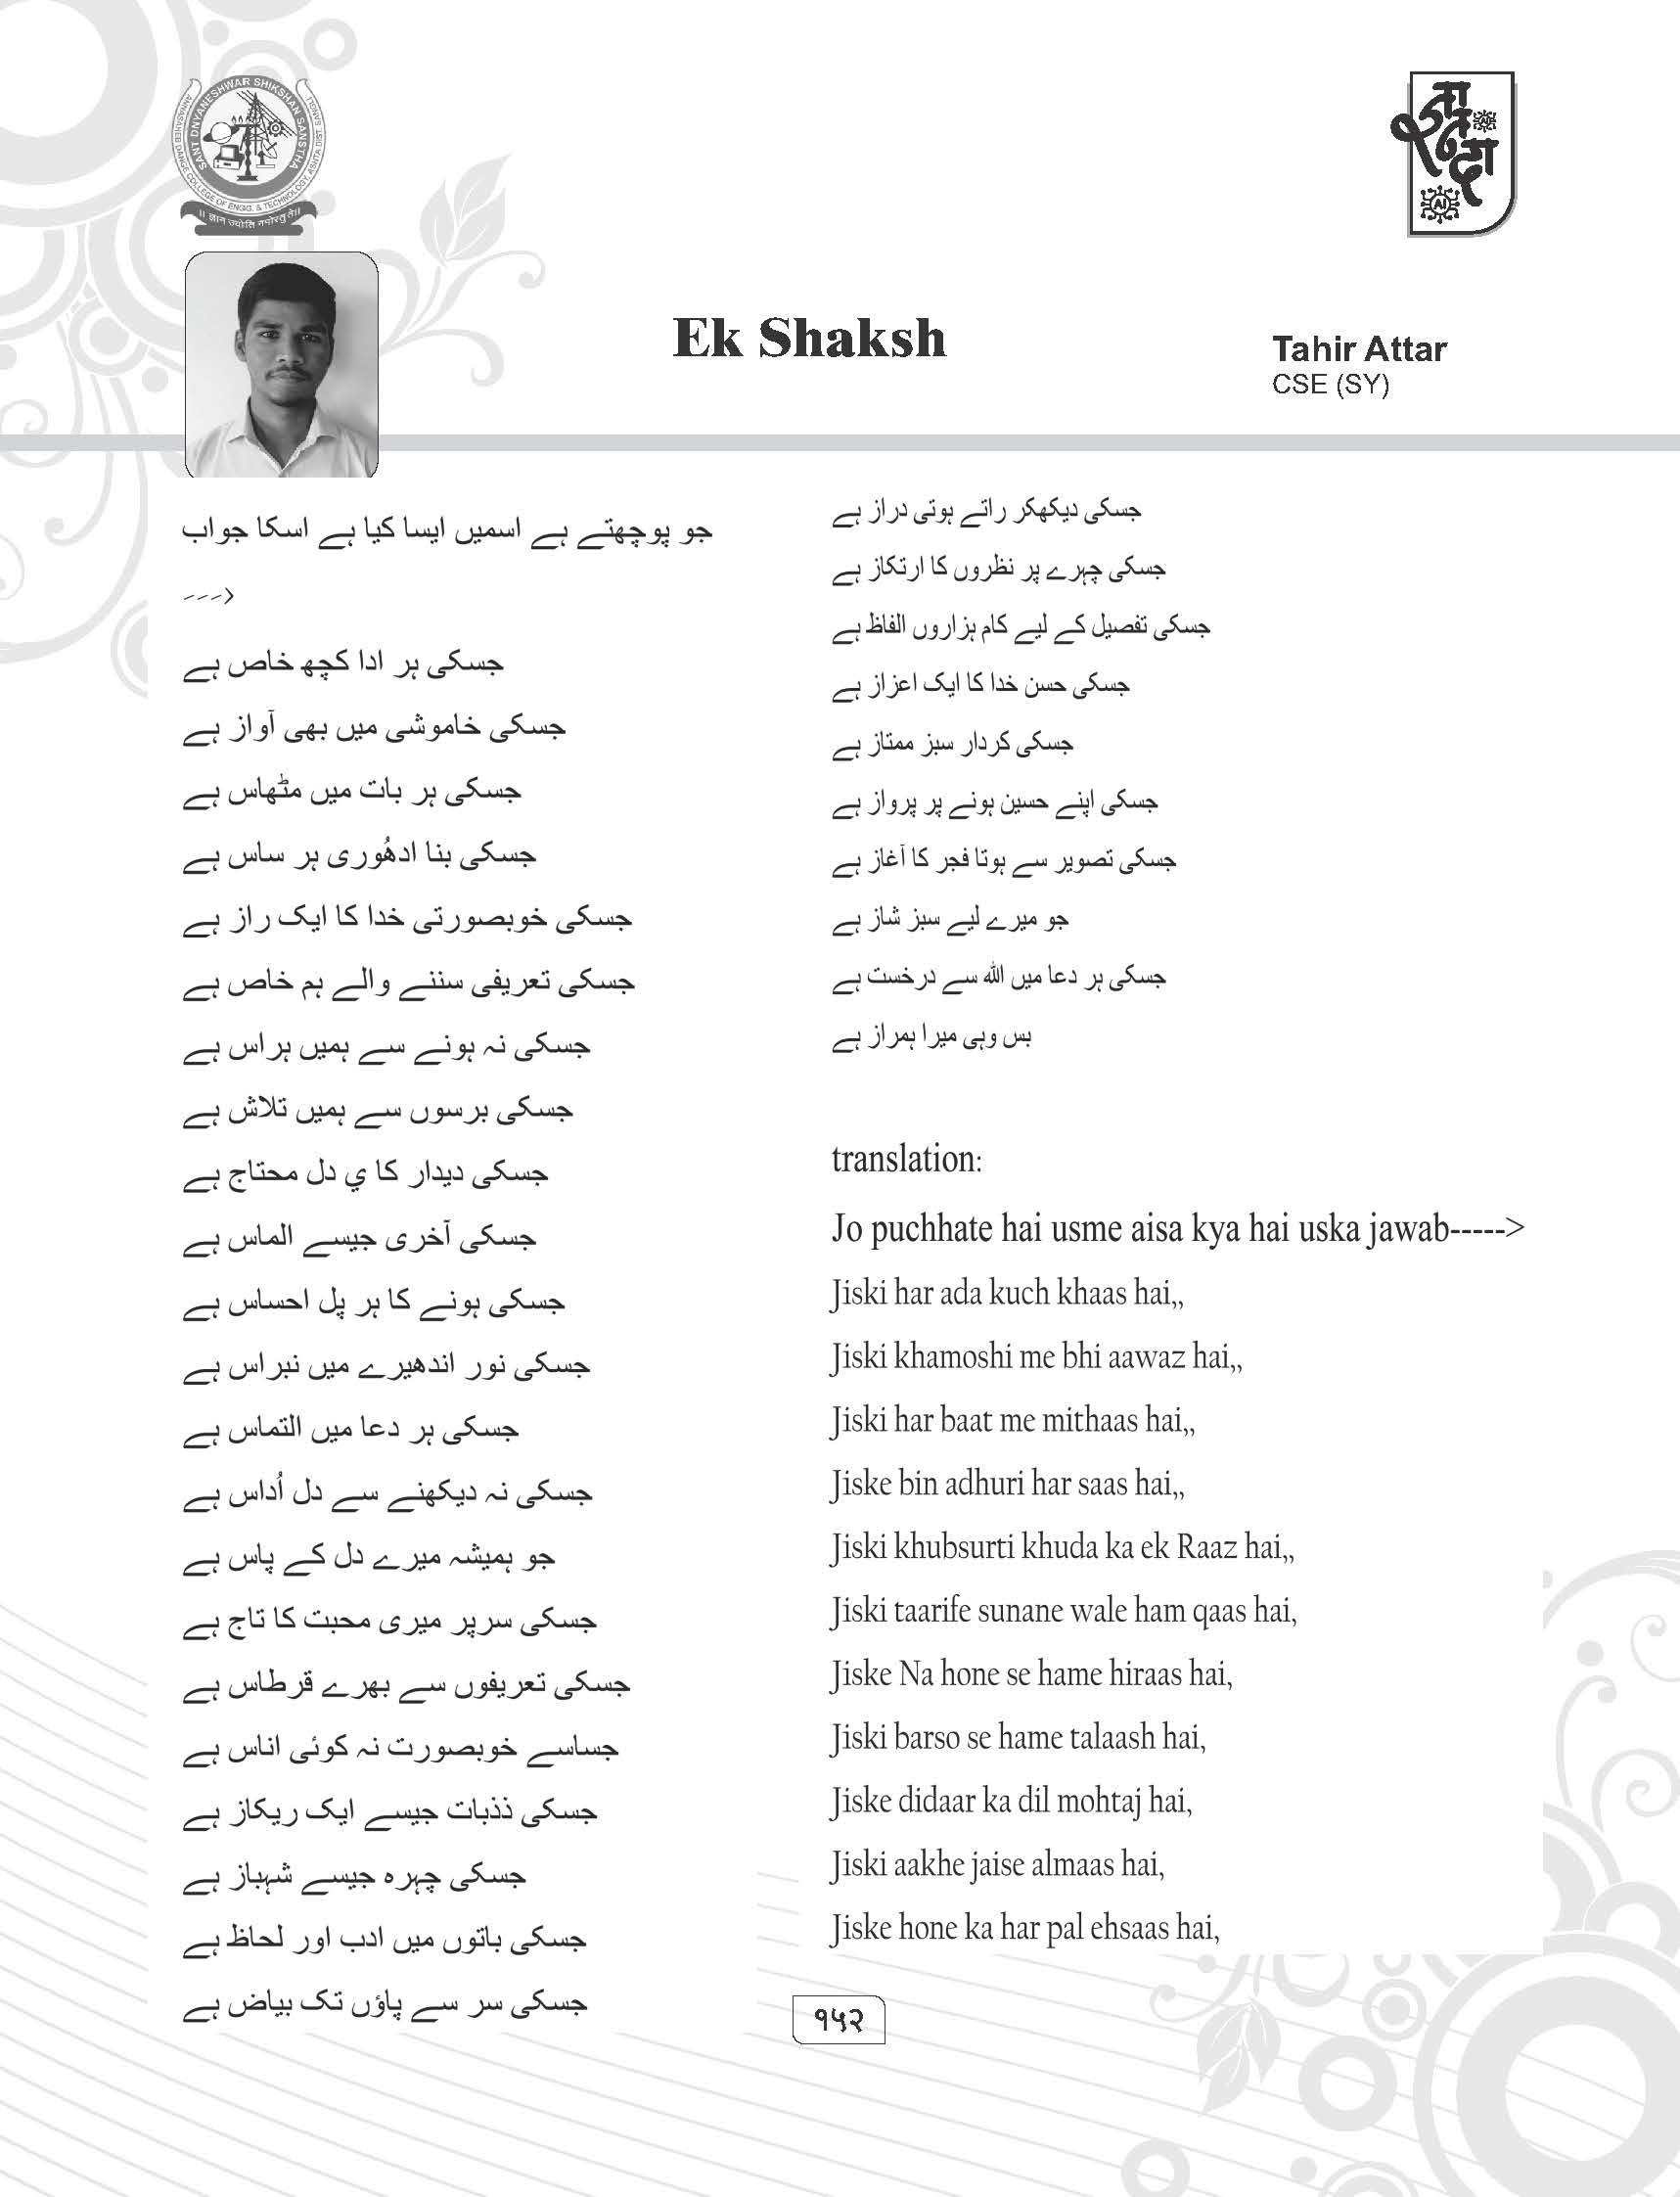 SANT DNYANESHWAR SHIKSHAN SANSTHA
ANNASAHEB DANGE COLLEGE OF ENGG. & TECHNOLOGY, ASHTA DIST. SANGLI
AI
AI
Ek Shaksh
Tahir Attar
CSE (SY)
جو پوچھتے ہے اسمیں ایسا کیا ہے اسکا جواب
--->
جسکی ہر ادا کچھ خاص ہے
جسکی خاموشی میں بھی آواز ہے
جسکی ہر بات میں مٹھاس ہے
جسکی بنا ادھُوری ہر ساس ہے
جسکی خوبصورتی خدا کا ایک راز ہے
جسکی تعریفی سننے والے ہم خاص ہے
جسکی نہ ہونے سے ہمیں ہراس ہے
جسکی برسوں سے ہمیں تلاش ہے
جسکی دیدار کا ي دل محتاج ہے
جسکی آخری جیسے الماس ہے
جسکی ہونے کا ہر پل احساس ہے
جسکی نور اندھیرے میں نبراس ہے
جسکی ہر دعا میں التماس ہے
جسکی نہ دیکھنے سے دل اُداس ہے
جو ہمیشہ میرے دل کے پاس ہے
جسکی سرپر میری محبت کا تاج ہے
جسکی تعریفوں سے بھرے قرطاس ہے
جساسے خوبصورت نہ کوئی اناس ہے
جسکی ذذبات جیسے ایک ریکاز ہے
جسکی چہرہ جیسے شہباز ہے
جسکی باتوں میں ادب اور لحاظ ہے
جسکی سر سے پاؤں تک بیاض ہے
جسکی دیکھکر راتے ہوتی دراز ہے
جسکی چہرے پر نظروں کا ارتکاز ہے
جسکی تفصیل کے لیے کام ہزاروں الفاظ ہے
جسکی حسن خدا کا ایک اعزاز ہے
جسکی کردار سبز ممتاز ہے
جسکی اپنے حسین ہونے پر پرواز ہے
جسکی تصویر سے ہوتا فجر کا آغاز ہے
جو میرے لیے سبز شاز ہے
جسکی ہر دعا میں اللہ سے درخست ہے
بس وہی میرا ہمراز ہے
translation:
Jo puchhate hai usme aisa kya hai uska jawab----->
Jiski har ada kuch khaas hai,,
Jiski khamoshi me bhi aawaz hai,,
Jiski har baat me mithaas hai,,
Jiske bin adhuri har saas hai,,
Jiski khubsurti khuda ka ek Raaz hai,,
Jiski taarife sunane wale ham qaas hai,
Jiske Na hone se hame hiraas hai,
Jiski barso se hame talaash hai,
Jiske didaar ka dil mohtaj hai,
Jiski aakhe jaise almaas hai,
Jiske hone ka har pal ehsaas hai,
१५२